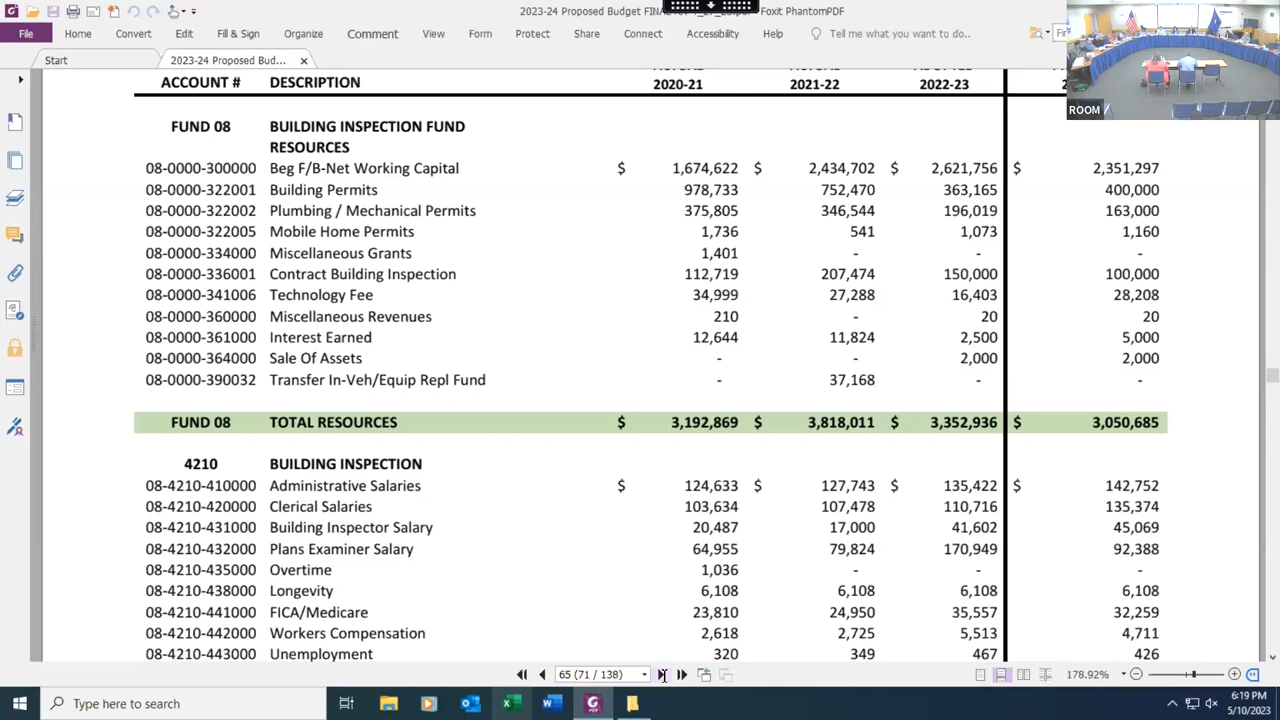 2023-24 Proposed Budget FINAL
Foxit PhantomPDF
File Home Convert Edit Fill & Sign Organize Comment View Form Protect Share Connect Accessibility Help Tell me what you want to do..
Start 2023-24 Proposed Bud...
ROOM
ACCOUNT # DESCRIPTION 2020-21 2021-22 2022-23
FUND 08 BUILDING INSPECTION FUND
RESOURCES
08-0000-300000 Beg F/B-Net Working Capital $ 1,674,622 $ 2,434,702 $ 2,621,756 $ 2,351,297
08-0000-322001 Building Permits 978,733 752,470 363,165 400,000
08-0000-322002 Plumbing / Mechanical Permits 375,805 346,544 196,019 163,000
08-0000-322005 Mobile Home Permits 1,736 541 1,073 1,160
08-0000-334000 Miscellaneous Grants 1,401 - - -
08-0000-336001 Contract Building Inspection 112,719 207,474 150,000 100,000
08-0000-341006 Technology Fee 34,999 27,288 16,403 28,208
08-0000-360000 Miscellaneous Revenues 210 - 20 20
08-0000-361000 Interest Earned 12,644 11,824 2,500 5,000
08-0000-364000 Sale Of Assets - - 2,000 2,000
08-0000-390032 Transfer In-Veh/Equip Repl Fund - 37,168 - -
FUND 08 TOTAL RESOURCES $ 3,192,869 $ 3,818,011 $ 3,352,936 $ 3,050,685
4210 BUILDING INSPECTION
08-4210-410000 Administrative Salaries $ 124,633 $ 127,743 $ 135,422 $ 142,752
08-4210-420000 Clerical Salaries 103,634 107,478 110,716 135,374
08-4210-431000 Building Inspector Salary 20,487 17,000 41,602 45,069
08-4210-432000 Plans Examiner Salary 64,955 79,824 170,949 92,388
08-4210-435000 Overtime 1,036 - - -
08-4210-438000 Longevity 6,108 6,108 6,108 6,108
08-4210-441000 FICA/Medicare 23,810 24,950 35,557 32,259
08-4210-442000 Workers Compensation 2,618 2,725 5,513 4,711
08-4210-443000 Unemployment 320 349 467 426
65 (71 / 138) 178.92%
Type here to search
6:19 PM
5/10/2023